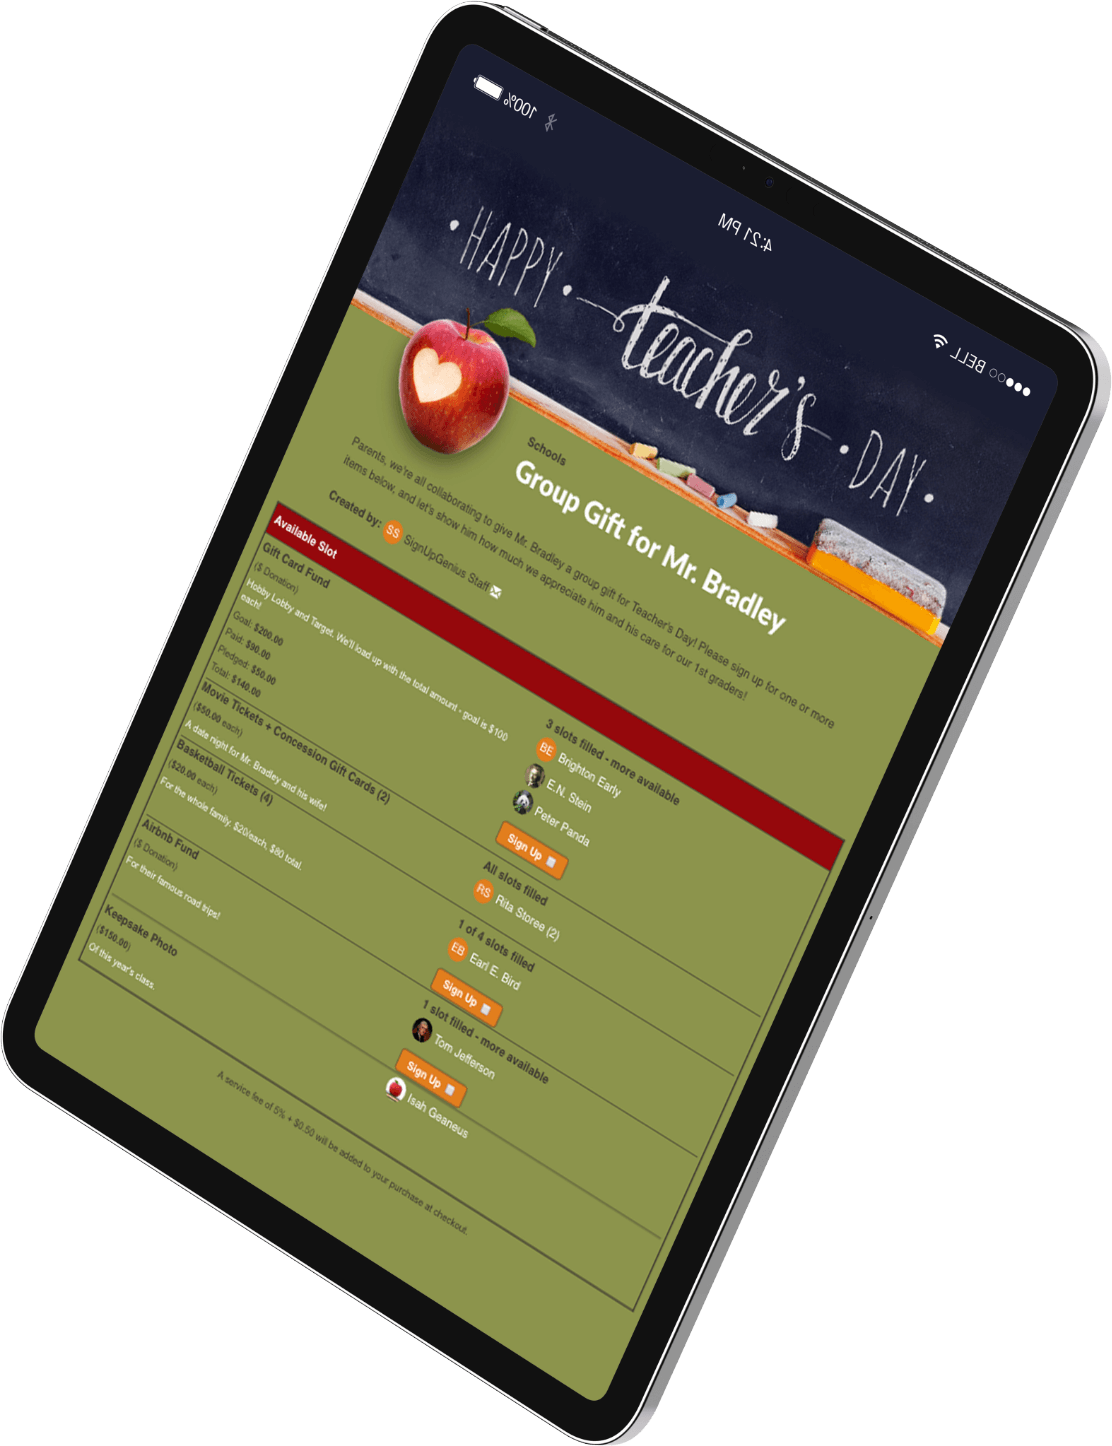 100%
4:21 PM
BELL
• HAPPY • teacher's • DAY •
Schools
Group Gift for Mr. Bradley
Parents, we're all collaborating to give Mr. Bradley a group gift for Teacher's Day! Please sign up for one or more
items below, and let's show him how much we appreciate him and his care for our 1st graders!
Created by: SS SignUpGenius Staff
Available Slot
Gift Card Fund
($ Donation)
Hobby Lobby and Target. We'll load up with the total amount - goal is $100
each!
Goal: $200.00
Paid: $90.00
Pledged: $50.00
Total: $140.00
3 slots filled - more available
BE Brighton Early
E.N. Stein
Peter Panda
Sign Up
Movie Tickets + Concession Gift Cards (2)
($50.00 each)
A date night for Mr. Bradley and his wife!
All slots filled
RS Rita Storee (2)
Basketball Tickets (4)
($20.00 each)
For the whole family. $20/each, $80 total.
1 of 4 slots filled
EB Earl E. Bird
Sign Up
Airbnb Fund
($ Donation)
For their famous road trips!
1 slot filled - more available
Tom Jefferson
Sign Up
Keepsake Photo
($150.00)
Of this year's class.
Isah Geaneus
A service fee of 5% + $0.50 will be added to your purchase at checkout.